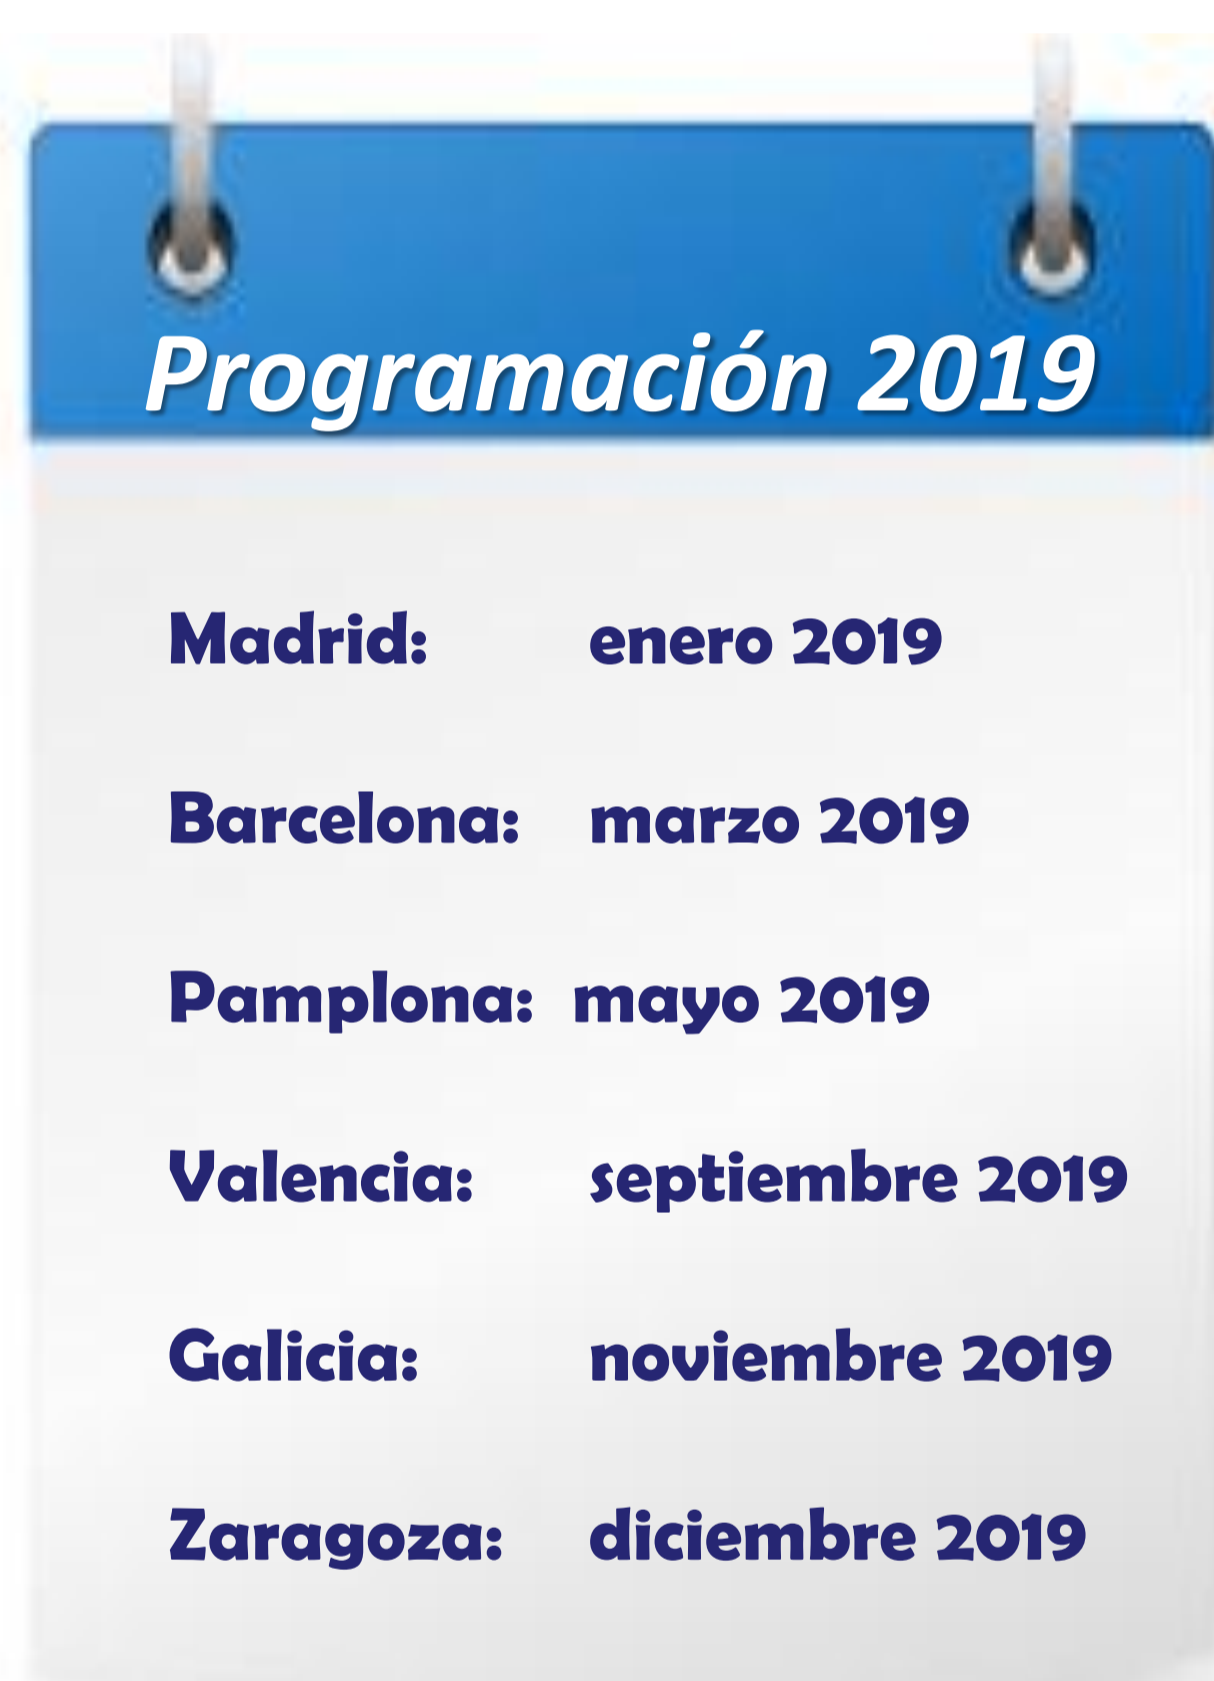 Programación 2019
Madrid: enero 2019
Barcelona: marzo 2019
Pamplona: mayo 2019
Valencia: septiembre 2019
Galicia: noviembre 2019
Zaragoza: diciembre 2019